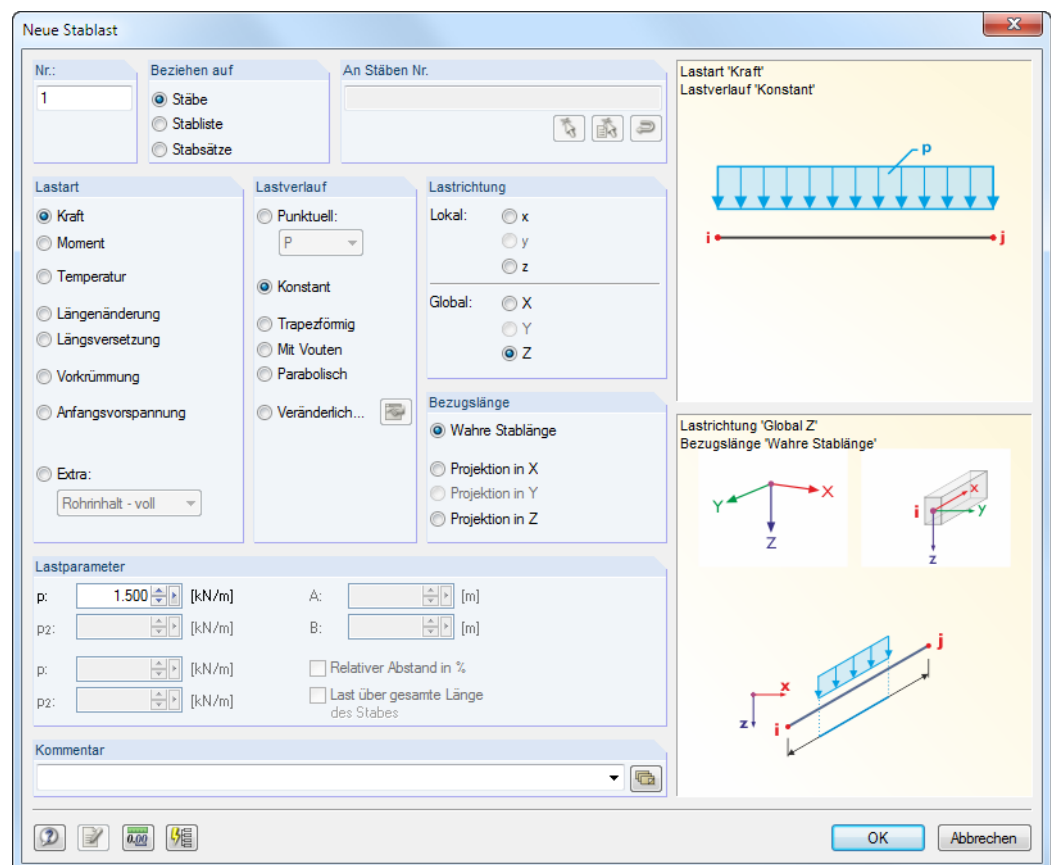 Neue Stablast
Nr.:
1
Beziehen auf
Stäbe
Stabliste
Stabsätze
An Stäben Nr.
Lastart
Kraft
Moment
Temperatur
Längenänderung
Längsversetzung
Vorkrümmung
Anfangsvorspannung
Extra:
Rohrinhalt - voll
Lastverlauf
Punktuell:
P
Konstant
Trapezförmig
Mit Vouten
Parabolisch
Veränderlich...
Lastrichtung
Lokal:
x
y
z
Global:
X
Y
Z
Bezugslänge
Wahre Stablänge
Projektion in X
Projektion in Y
Projektion in Z
Lastparameter
p: 1.500 [kN/m] A: [m]
p2: [kN/m] B: [m]
p: [kN/m] Relativer Abstand in %
p2: [kN/m] Last über gesamte Länge
des Stabes
Kommentar
0.00
OK
Abbrechen
Lastart 'Kraft'
Lastverlauf 'Konstant'
p
i
j
Lastrichtung 'Global Z'
Bezugslänge 'Wahre Stablänge'
Y
X
Z
x
i
y
z
j
x
z
i